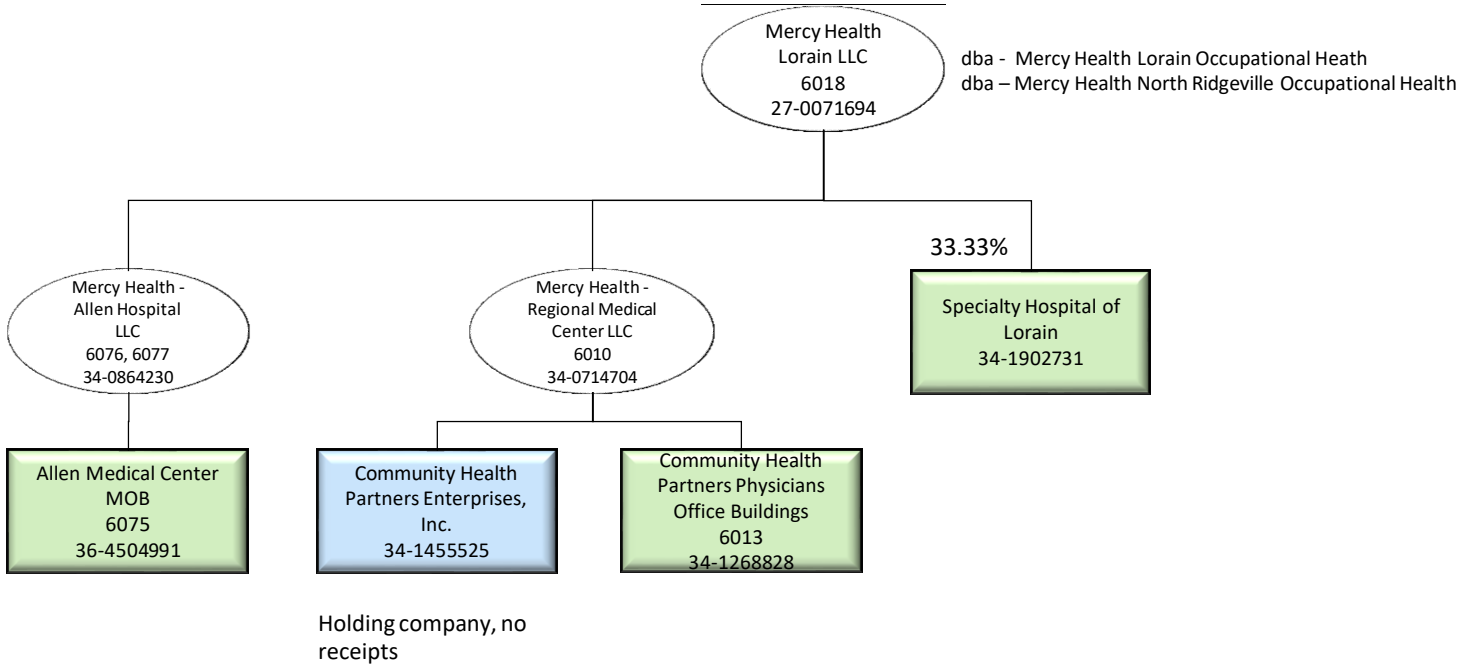 Mercy Health
Lorain LLC
6018
27-0071694
dba - Mercy Health Lorain Occupational Heath
dba – Mercy Health North Ridgeville Occupational Health
33.33%
Mercy Health -
Allen Hospital
LLC
6076, 6077
34-0864230
Mercy Health -
Regional Medical
Center LLC
6010
34-0714704
Specialty Hospital of
Lorain
34-1902731
Allen Medical Center
MOB
6075
36-4504991
Community Health
Partners Enterprises,
Inc.
34-1455525
Community Health
Partners Physicians
Office Buildings
6013
34-1268828
Holding company, no
receipts